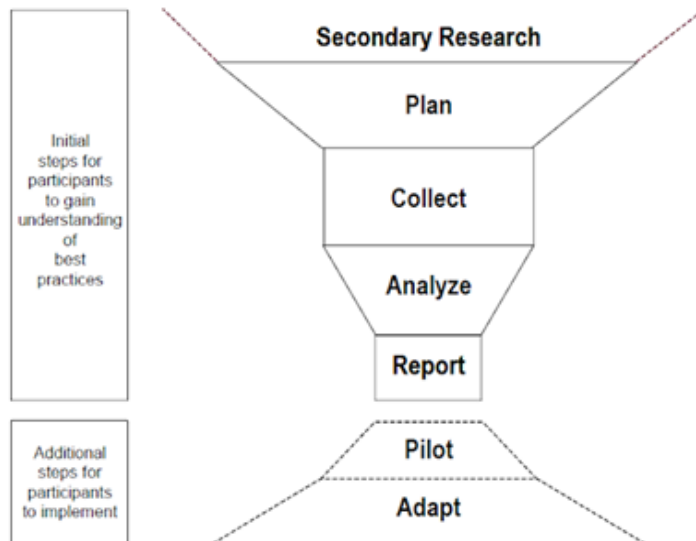 Secondary Research
Plan
Initial
steps for
participants
to gain
understanding
of
best
practices
Collect
Analyze
Report
Additional
steps for
participants
to implement
Pilot
Adapt